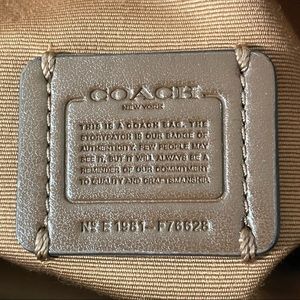 COACH
NEW YORK
THIS IS A COACH BAG. THE
STORYPATCH IS OUR BADGE OF
AUTHENTICITY. FEW PEOPLE MAY
SEE IT, BUT IT WILL ALWAYS BE A
REMINDER OF OUR COMMITMENT
TO QUALITY AND CRAFTSMANSHIP.
Nº E 1981-F76628